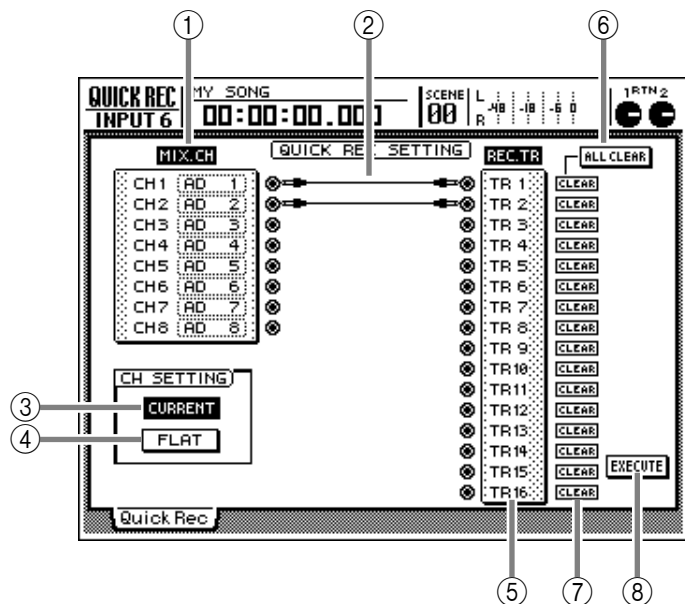 ① ② ⑥
QUICK REC MY SONG SCENE L -48 -18 -6 0 1 RTN 2
INPUT 6 00:00:00.000 00 R
MIX.CH QUICK REC SETTING REC.TR ALL CLEAR
CH1 AD 1 TR 1 CLEAR
CH2 AD 2 TR 2 CLEAR
CH3 AD 3 TR 3 CLEAR
CH4 AD 4 TR 4 CLEAR
CH5 AD 5 TR 5 CLEAR
CH6 AD 6 TR 6 CLEAR
CH7 AD 7 TR 7 CLEAR
CH8 AD 8 TR 8 CLEAR
TR 9 CLEAR
TR10 CLEAR
CH SETTING TR11 CLEAR
③ CURRENT TR12 CLEAR
④ FLAT TR13 CLEAR
TR14 CLEAR
TR15 CLEAR EXECUTE
TR16 CLEAR
Quick Rec
⑤ ⑦ ⑧